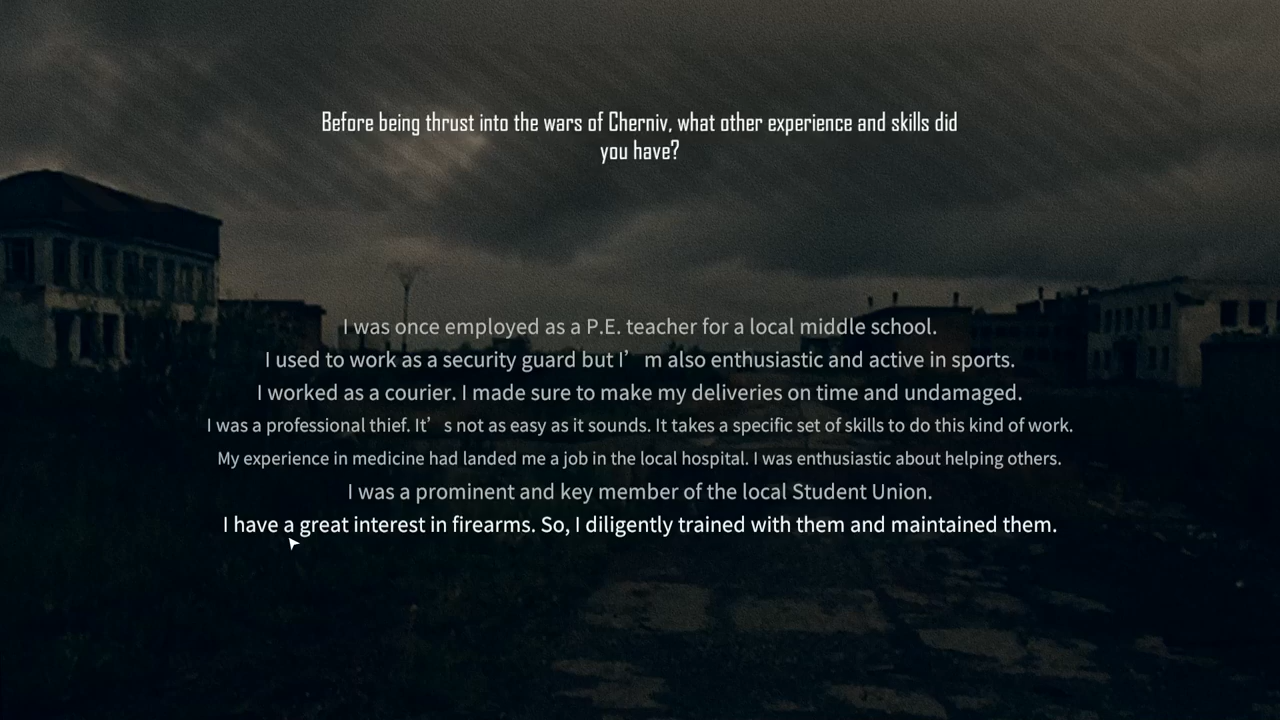 Before being thrust into the wars of Cherniv, what other experience and skills did
you have?
I was once employed as a P.E. teacher for a local middle school.
I used to work as a security guard but I’ m also enthusiastic and active in sports.
I worked as a courier. I made sure to make my deliveries on time and undamaged.
I was a professional thief. It’ s not as easy as it sounds. It takes a specific set of skills to do this kind of work.
My experience in medicine had landed me a job in the local hospital. I was enthusiastic about helping others.
I was a prominent and key member of the local Student Union.
I have a great interest in firearms. So, I diligently trained with them and maintained them.